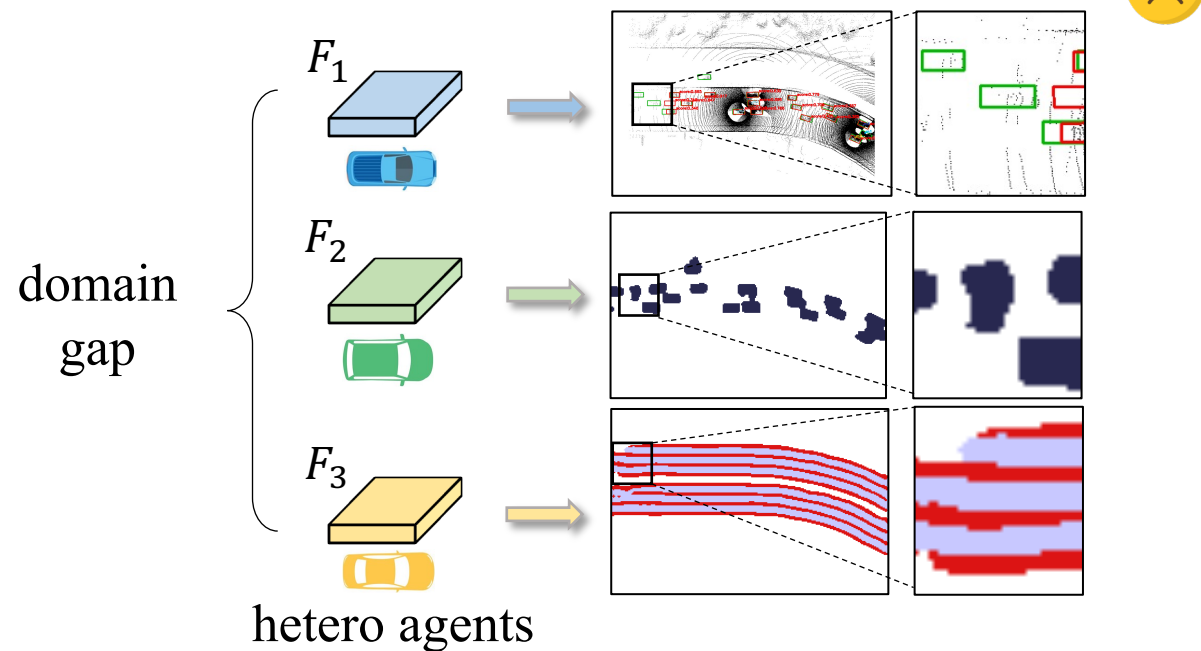 F₁
F₂
domain
gap
F₃
hetero agents